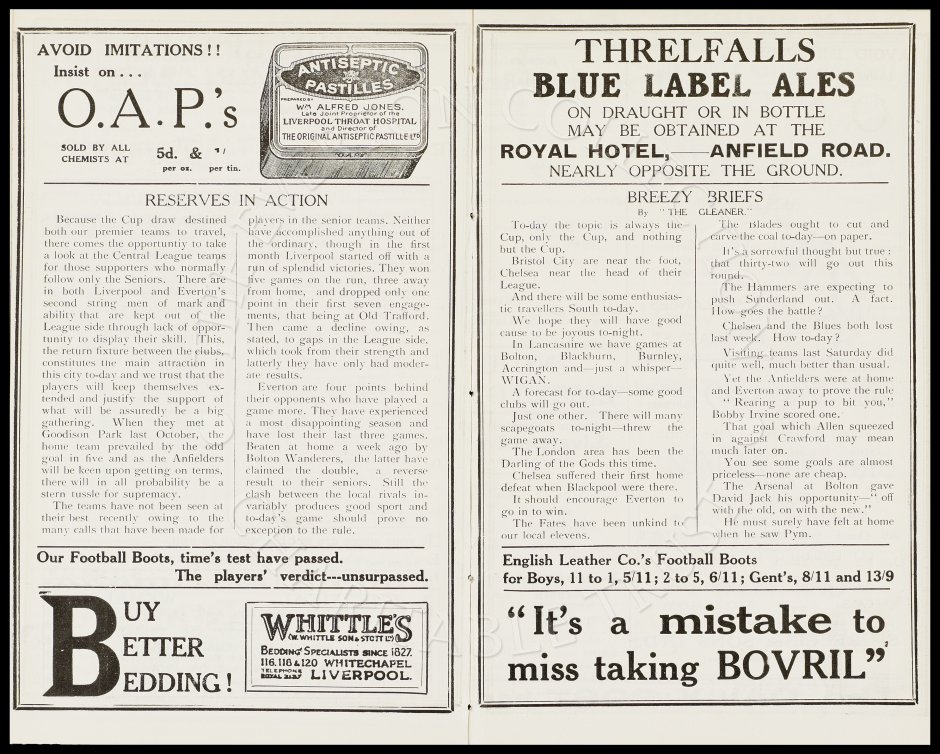 AVOID IMITATIONS!!
Insist on . . .
O.A.P.'s
SOLD BY ALL
CHEMISTS AT
5d. & 1/
per oz. per tin.
ANTISEPTIC
PASTILLES
PREPARED BY
WM ALFRED JONES.
Late Joint Proprietor of the
LIVERPOOL THROAT HOSPITAL
and Director of
THE ORIGINAL ANTISEPTIC PASTILLE LTD
"O.A.P.s"
RESERVES IN ACTION
Because the Cup draw destined
both our premier teams to travel,
there comes the opportuntiy to take
a look at the Central League teams
for those supporters who normally
follow only the Seniors. There are
in both Liverpool and Everton's
second string men of mark and
ability that are kept out of the
League side through lack of oppor-
tunity to display their skill. This,
the return fixture between the clubs,
constitutes the main attraction in
this city to-day and we trust that the
players will keep themselves ex-
tended and justify the support of
what will be assuredly be a big
gathering. When they met at
Goodison Park last October, the
home team prevailed by the odd
goal in five and as the Anfielders
will be keen upon getting on terms,
there will in all probability be a
stern tussle for supremacy.
The teams have not been seen at
their best recently owing to the
many calls that have been made for
players in the senior teams. Neither
have accomplished anything out of
the ordinary, though in the first
month Liverpool started off with a
run of splendid victories. They won
five games on the run, three away
from home, and dropped only one
point in their first seven engage-
ments, that being at Old Trafford.
Then came a decline owing, as
stated, to gaps in the League side,
which took from their strength and
latterly they have only had moder-
ate results.
Everton are four points behind
their opponents who have played a
game more. They have experienced
a most disappointing season and
have lost their last three games.
Beaten at home a week ago by
Bolton Wanderers, the latter have
claimed the double, a reverse
result to their seniors. Still the
clash between the local rivals in-
variably produces good sport and
to-day's game should prove no
exception to the rule.
Our Football Boots, time's test have passed.
The players' verdict---unsurpassed.
BUY
BETTER
BEDDING!
WHITTLE'S
(W. WHITTLE SON & STOTT LTD)
BEDDING SPECIALISTS SINCE 1827.
116, 118 & 120 WHITECHAPEL
TELEPHONE
LIVERPOOL.
THRELFALLS
BLUE LABEL ALES
ON DRAUGHT OR IN BOTTLE
MAY BE OBTAINED AT THE
ROYAL HOTEL,—ANFIELD ROAD.
NEARLY OPPOSITE THE GROUND.
BREEZY BRIEFS
By "THE GLEANER."
To-day the topic is always the
Cup, only the Cup, and nothing
but the Cup.
Bristol City are near the foot,
Chelsea near the head of their
League.
And there will be some enthusias-
tic travellers South to-day.
We hope they will have good
cause to be joyous to-night.
In Lancashire we have games at
Bolton, Blackburn, Burnley,
Accrington and—just a whisper—
WIGAN.
A forecast for to-day—some good
clubs will go out.
Just one other. There will many
scapegoats to-night—threw the
game away.
The London area has been the
Darling of the Gods this time.
Chelsea suffered their first home
defeat when Blackpool were there.
It should encourage Everton to
go in to win.
The Fates have been unkind to
our local elevens.
The Blades ought to cut and
carve the coal to-day—on paper.
It's a sorrowful thought but true:
that thirty-two will go out this
round.
The Hammers are expecting to
push Sunderland out. A fact.
How goes the battle?
Chelsea and the Blues both lost
last week. How to-day?
Visiting teams last Saturday did
quite well, much better than usual.
Yet the Anfielders were at home
and Everton away to prove the rule
"Rearing a pup to bit you,"
Bobby Irvine scored one.
That goal which Allen squeezed
in against Crawford may mean
much later on.
You see some goals are almost
priceless—none are cheap.
The Arsenal at Bolton gave
David Jack his opportunity—"off
with the old, on with the new."
He must surely have felt at home
when he saw Pym.
English Leather Co.'s Football Boots
for Boys, 11 to 1, 5/11; 2 to 5, 6/11; Gent's, 8/11 and 13/9
"It's a mistake to
miss taking BOVRIL"